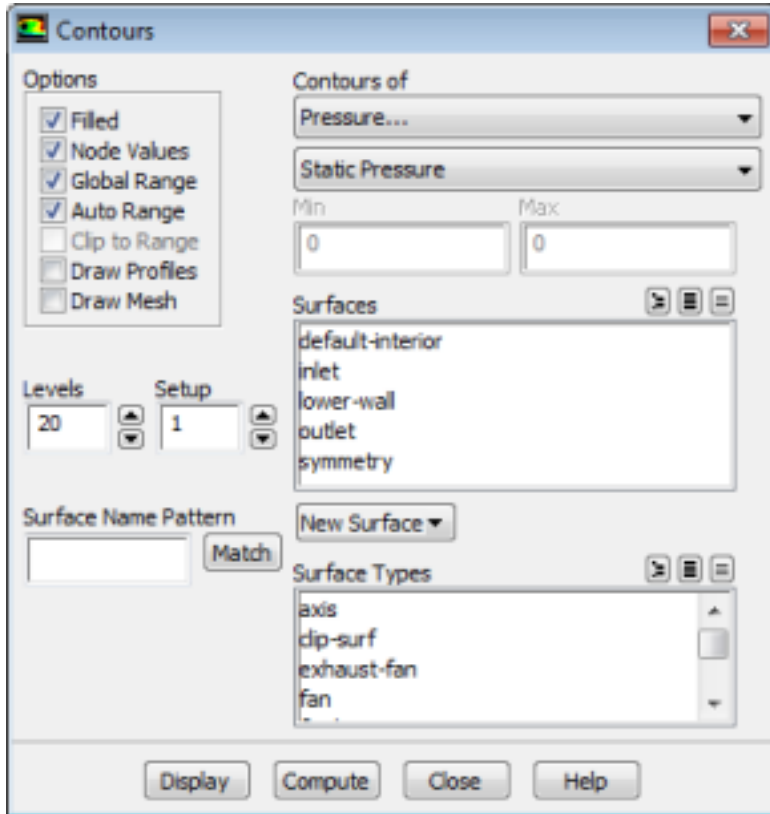 Contours
Options
Filled
Node Values
Global Range
Auto Range
Clip to Range
Draw Profiles
Draw Mesh
Levels
20
Setup
1
Surface Name Pattern
Match
Contours of
Pressure...
Static Pressure
Min
Max
0
0
Surfaces
default-interior
inlet
lower-wall
outlet
symmetry
New Surface
Surface Types
axis
clip-surf
exhaust-fan
fan
Display
Compute
Close
Help